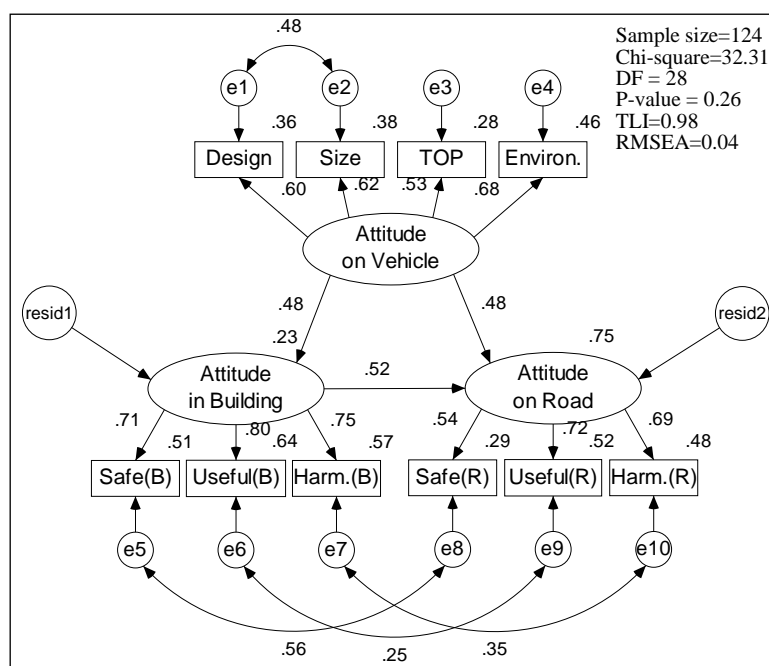 .48
Sample size=124
Chi-square=32.31
DF = 28
P-value = 0.26
TLI=0.98
RMSEA=0.04
e1 e2 e3 e4
.36 .38 .28 .46
Design Size TOP Environ.
.60 .62 .53 .68
Attitude
on Vehicle
.48 .48
resid1 resid2
.23 .75
Attitude
in Building
.52
Attitude
on Road
.71 .80 .75 .54 .72 .69
.51 .64 .57 .29 .52 .48
Safe(B) Useful(B) Harm.(B) Safe(R) Useful(R) Harm.(R)
e5 e6 e7 e8 e9 e10
.56 .25 .35